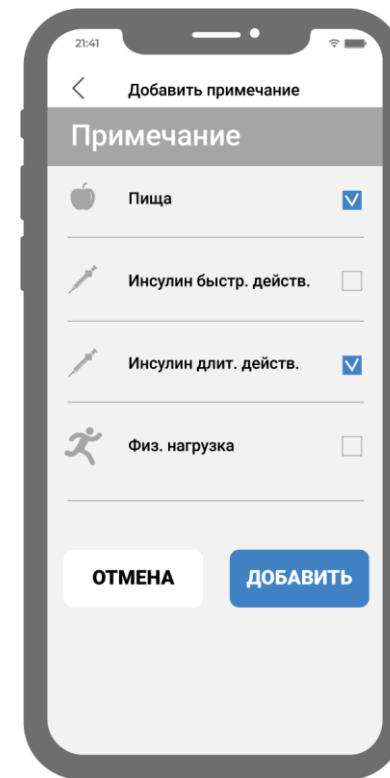 21:41
Добавить примечание
Примечание
Пища
Инсулин быстр. действ.
Инсулин длит. действ.
Физ. нагрузка
ОТМЕНА
ДОБАВИТЬ